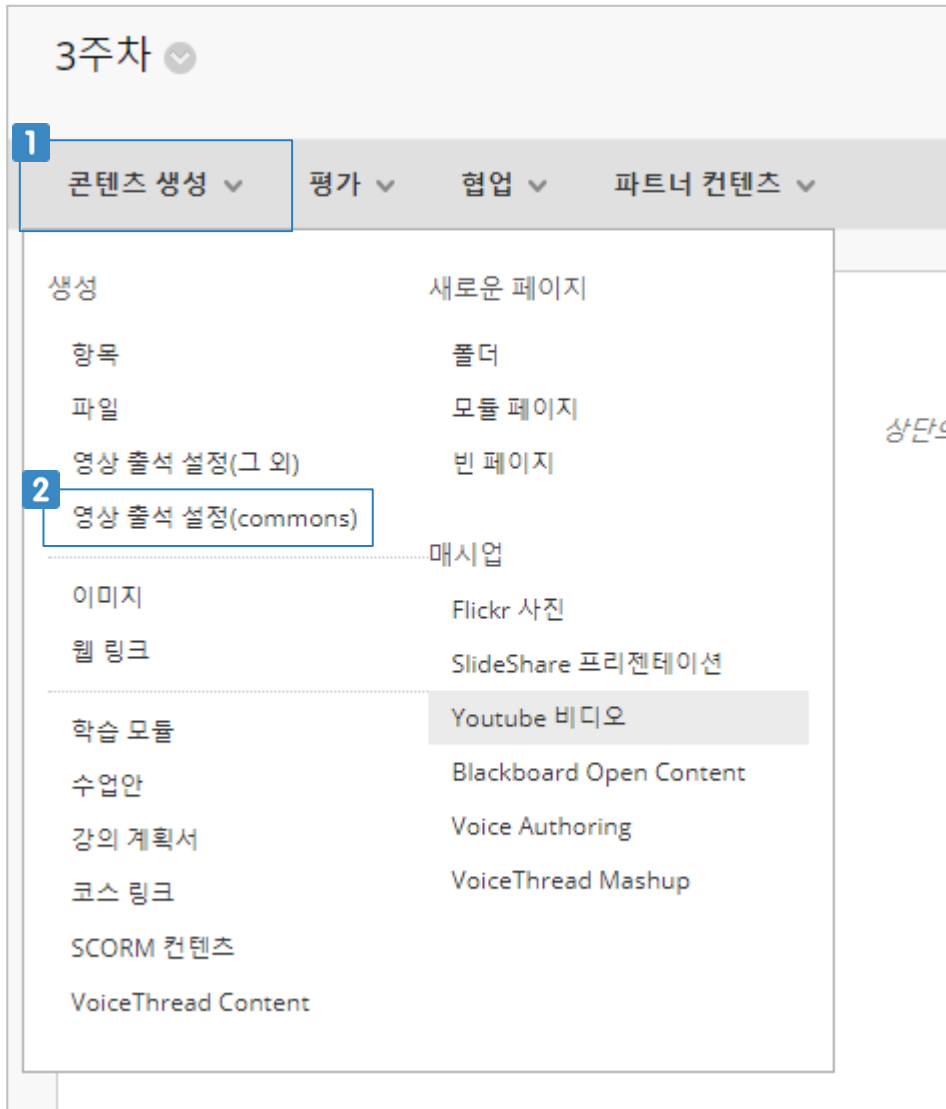 3주차
1
콘텐츠 생성 평가 협업 파트너 컨텐츠
생성
항목
파일
영상 출석 설정(그 외)
2
영상 출석 설정(commons)
이미지
웹 링크
학습 모듈
수업안
강의 계획서
코스 링크
SCORM 컨텐츠
VoiceThread Content
새로운 페이지
폴더
모듈 페이지
빈 페이지
매시업
Flickr 사진
SlideShare 프리젠테이션
Youtube 비디오
Blackboard Open Content
Voice Authoring
VoiceThread Mashup
상단